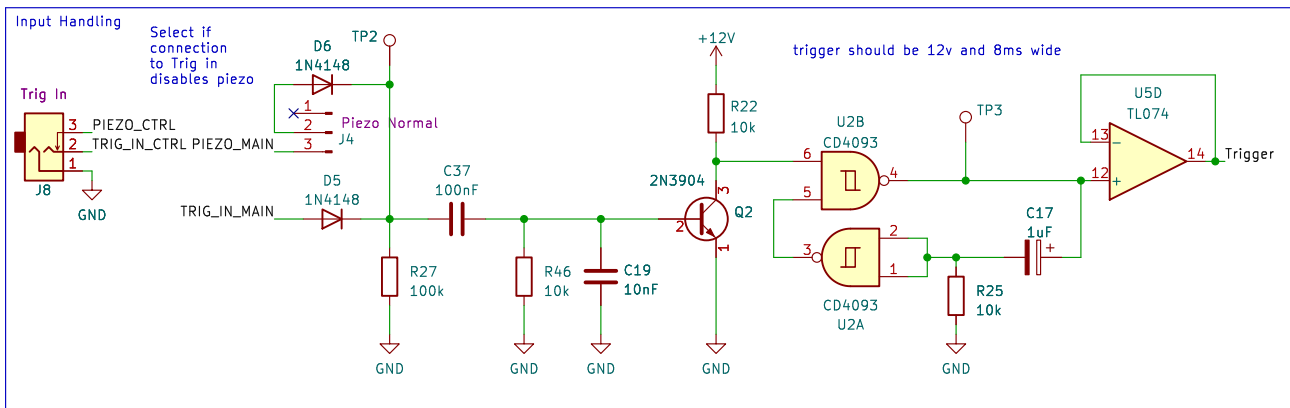 Input Handling
Select if
connection
to Trig in
disables piezo
TP2
D6
1N4148
+12V
trigger should be 12v and 8ms wide
Trig In
3
PIEZO_CTRL
2
TRIG_IN_CTRL
PIEZO_MAIN
1
J8
GND
1
2
3
Piezo Normal
J4
R22
10k
TP3
U5D
TL074
13
12
14
Trigger
U2B
CD4093
6
5
4
D5
1N4148
TRIG_IN_MAIN
C37
100nF
2N3904
3
2
1
Q2
C17
1uF
+
-
+
3
2
1
CD4093
U2A
R27
100k
R46
10k
C19
10nF
R25
10k
GND
GND
GND
GND
GND